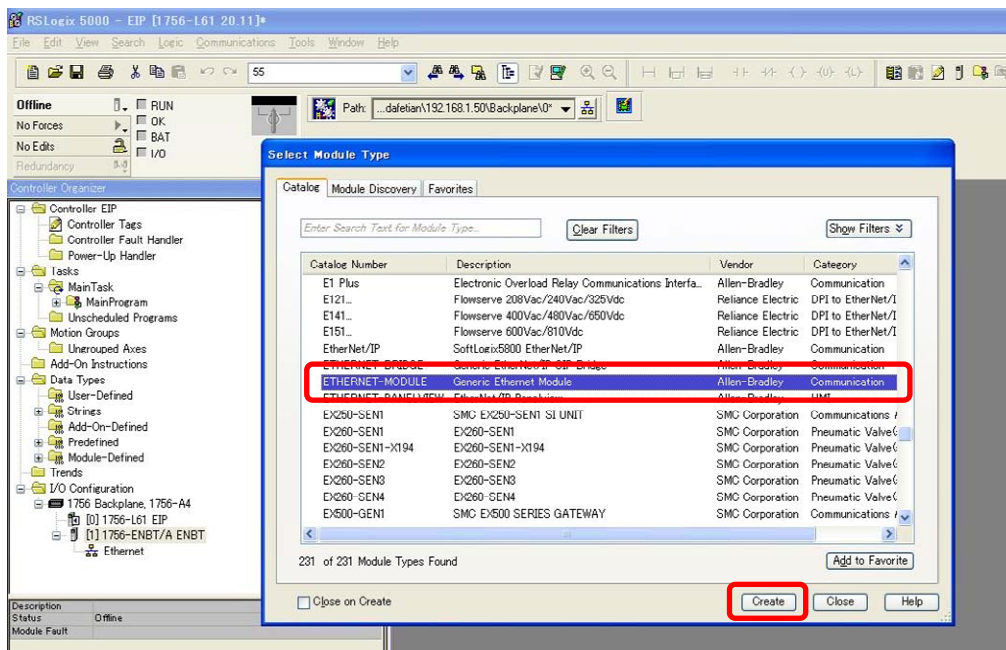 RSLogix 5000 - EIP [1756-L61 20.11]*
File Edit View Search Logic Communications Tools Window Help
55
Offline
RUN
No Forces
OK
BAT
No Edits
I/O
Redundancy
Path: ...dafetian\192.168.1.50\Backplane\0*
Select Module Type
Catalog Module Discovery Favorites
Enter Search Text for Module Type...
Clear Filters
Show Filters
Catalog Number Description Vendor Category
E1 Plus Electronic Overload Relay Communications Interfa... Allen-Bradley Communication
E121... Flowserve 208Vac/240Vac/325Vdc Reliance Electric DPI to EtherNet/I
E141... Flowserve 400Vac/480Vac/650Vdc Reliance Electric DPI to EtherNet/I
E151... Flowserve 600Vac/810Vdc Reliance Electric DPI to EtherNet/I
EtherNet/IP SoftLogix5800 EtherNet/IP Allen-Bradley Communication
ETHERNET-BRIDGE Generic EtherNet/IP CIP Bridge Allen-Bradley Communication
ETHERNET-MODULE Generic Ethernet Module Allen-Bradley Communication
ETHERNET-PANELVIEW EtherNet/IP Panelview Allen-Bradley HMI
EX250-SEN1 SMC EX250-SEN1 SI UNIT SMC Corporation Communications
EX260-SEN1 EX260-SEN1 SMC Corporation Pneumatic Valve
EX260-SEN1-X194 EX260-SEN1-X194 SMC Corporation Pneumatic Valve
EX260-SEN2 EX260-SEN2 SMC Corporation Pneumatic Valve
EX260-SEN3 EX260-SEN3 SMC Corporation Pneumatic Valve
EX260-SEN4 EX260-SEN4 SMC Corporation Pneumatic Valve
EX500-GEN1 SMC EX500 SERIES GATEWAY SMC Corporation Communications
231 of 231 Module Types Found
Add to Favorite
Close on Create
Create Close Help
Controller Organizer
Controller EIP
Controller Tags
Controller Fault Handler
Power-Up Handler
Tasks
MainTask
MainProgram
Unscheduled Programs
Motion Groups
Ungrouped Axes
Add-On Instructions
Data Types
User-Defined
Strings
Add-On-Defined
Predefined
Module-Defined
Trends
I/O Configuration
1756 Backplane, 1756-A4
[0] 1756-L61 EIP
[1] 1756-ENBT/A ENBT
Ethernet
Description
Status Offline
Module Fault